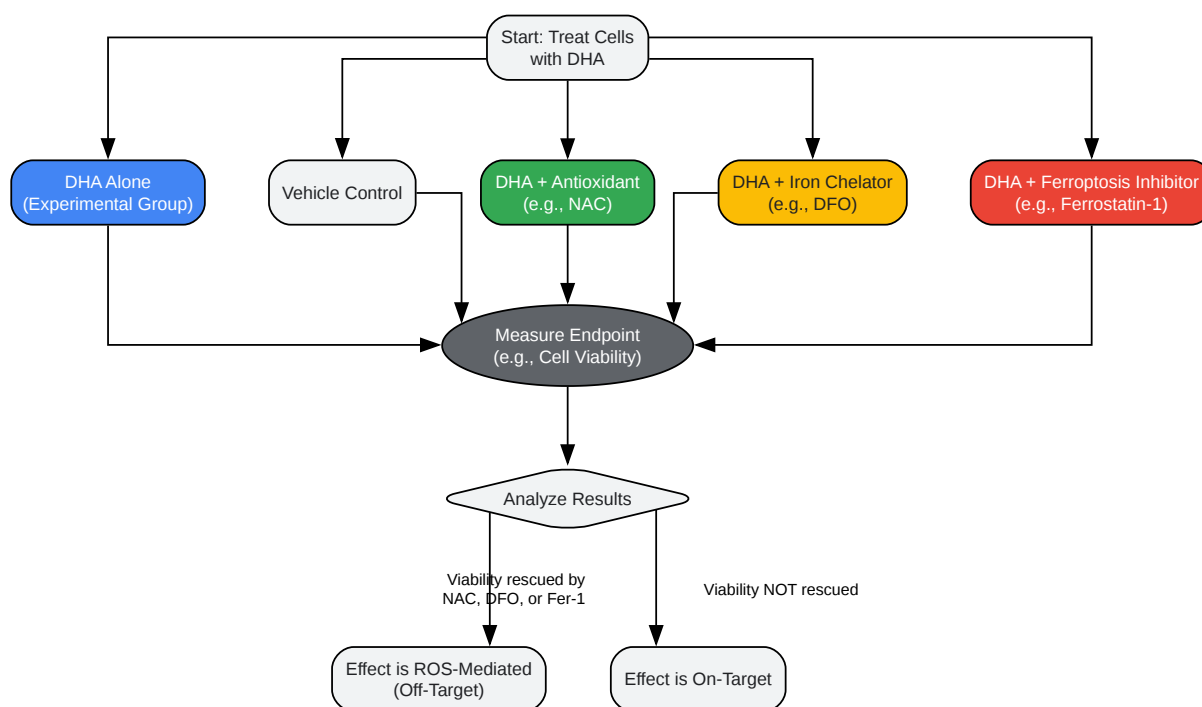 Start: Treat Cells
with DHA
DHA Alone
(Experimental Group)
Vehicle Control
DHA + Antioxidant
(e.g., NAC)
DHA + Iron Chelator
(e.g., DFO)
DHA + Ferroptosis Inhibitor
(e.g., Ferrostatin-1)
Measure Endpoint
(e.g., Cell Viability)
Analyze Results
Viability rescued by
NAC, DFO, or Fer-1
Viability NOT rescued
Effect is ROS-Mediated
(Off-Target)
Effect is On-Target